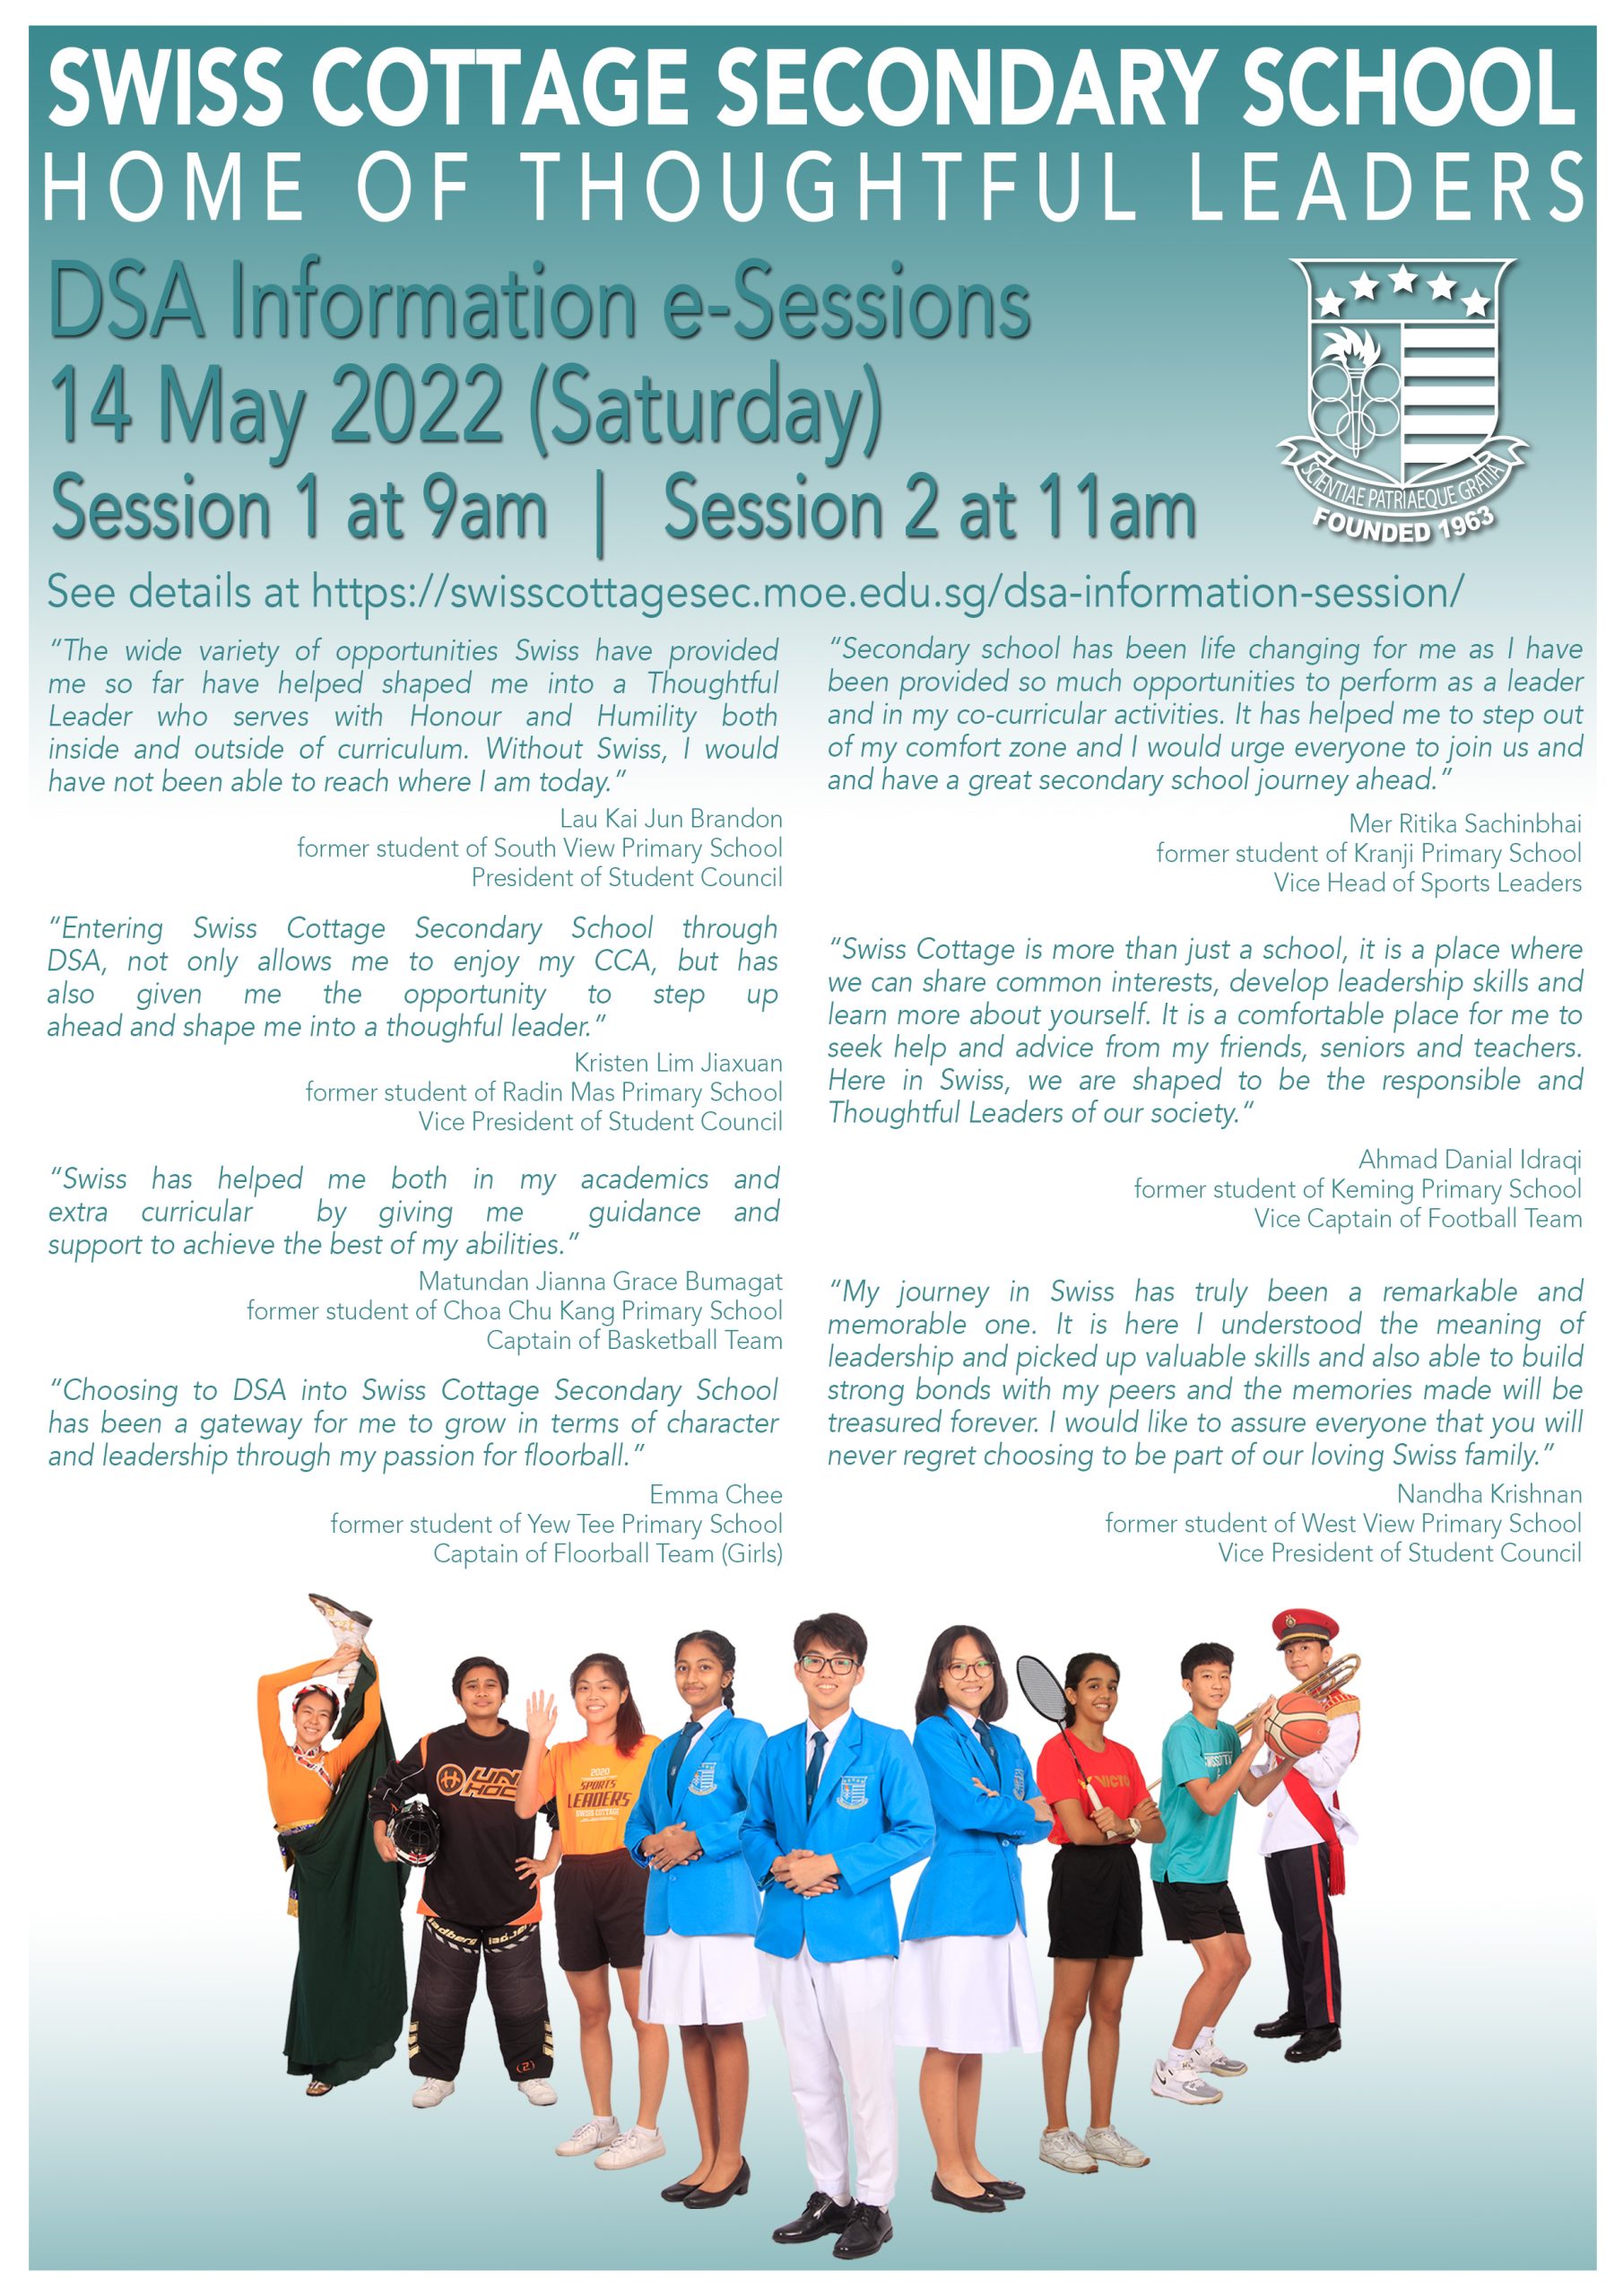 SWISS COTTAGE SECONDARY SCHOOL
HOME OF THOUGHTFUL LEADERS
DSA Information e-Sessions
14 May 2022 (Saturday)
Session 1 at 9am | Session 2 at 11am
SCIENTIAE PATRIAEQUE GRATIA
FOUNDED 1963
See details at https://swisscottagesec.moe.edu.sg/dsa-information-session/
“The wide variety of opportunities Swiss have provided
me so far have helped shaped me into a Thoughtful
Leader who serves with Honour and Humility both
inside and outside of curriculum. Without Swiss, I would
have not been able to reach where I am today.”
Lau Kai Jun Brandon
former student of South View Primary School
President of Student Council
“Entering Swiss Cottage Secondary School through
DSA, not only allows me to enjoy my CCA, but has
also given me the opportunity to step up
ahead and shape me into a thoughful leader.”
Kristen Lim Jiaxuan
former student of Radin Mas Primary School
Vice President of Student Council
“Swiss has helped me both in my academics and
extra curricular by giving me guidance and
support to achieve the best of my abilities.”
Matundan Jianna Grace Bumagat
former student of Choa Chu Kang Primary School
Captain of Basketball Team
“Choosing to DSA into Swiss Cottage Secondary School
has been a gateway for me to grow in terms of character
and leadership through my passion for floorball.”
Emma Chee
former student of Yew Tee Primary School
Captain of Floorball Team (Girls)
“Secondary school has been life changing for me as I have
been provided so much opportunities to perform as a leader
and in my co-curricular activities. It has helped me to step out
of my comfort zone and I would urge everyone to join us and
and have a great secondary school journey ahead.”
Mer Ritika Sachinbhai
former student of Kranji Primary School
Vice Head of Sports Leaders
“Swiss Cottage is more than just a school, it is a place where
we can share common interests, develop leadership skills and
learn more about yourself. It is a comfortable place for me to
seek help and advice from my friends, seniors and teachers.
Here in Swiss, we are shaped to be the responsible and
Thoughtful Leaders of our society.”
Ahmad Danial Idraqi
former student of Keming Primary School
Vice Captain of Football Team
“My journey in Swiss has truly been a remarkable and
memorable one. It is here I understood the meaning of
leadership and picked up valuable skills and also able to build
strong bonds with my peers and the memories made will be
treasured forever. I would like to assure everyone that you will
never regret choosing to be part of our loving Swiss family.”
Nandha Krishnan
former student of West View Primary School
Vice President of Student Council
2020
SPORTS
LEADERS
SWISS COTTAGE